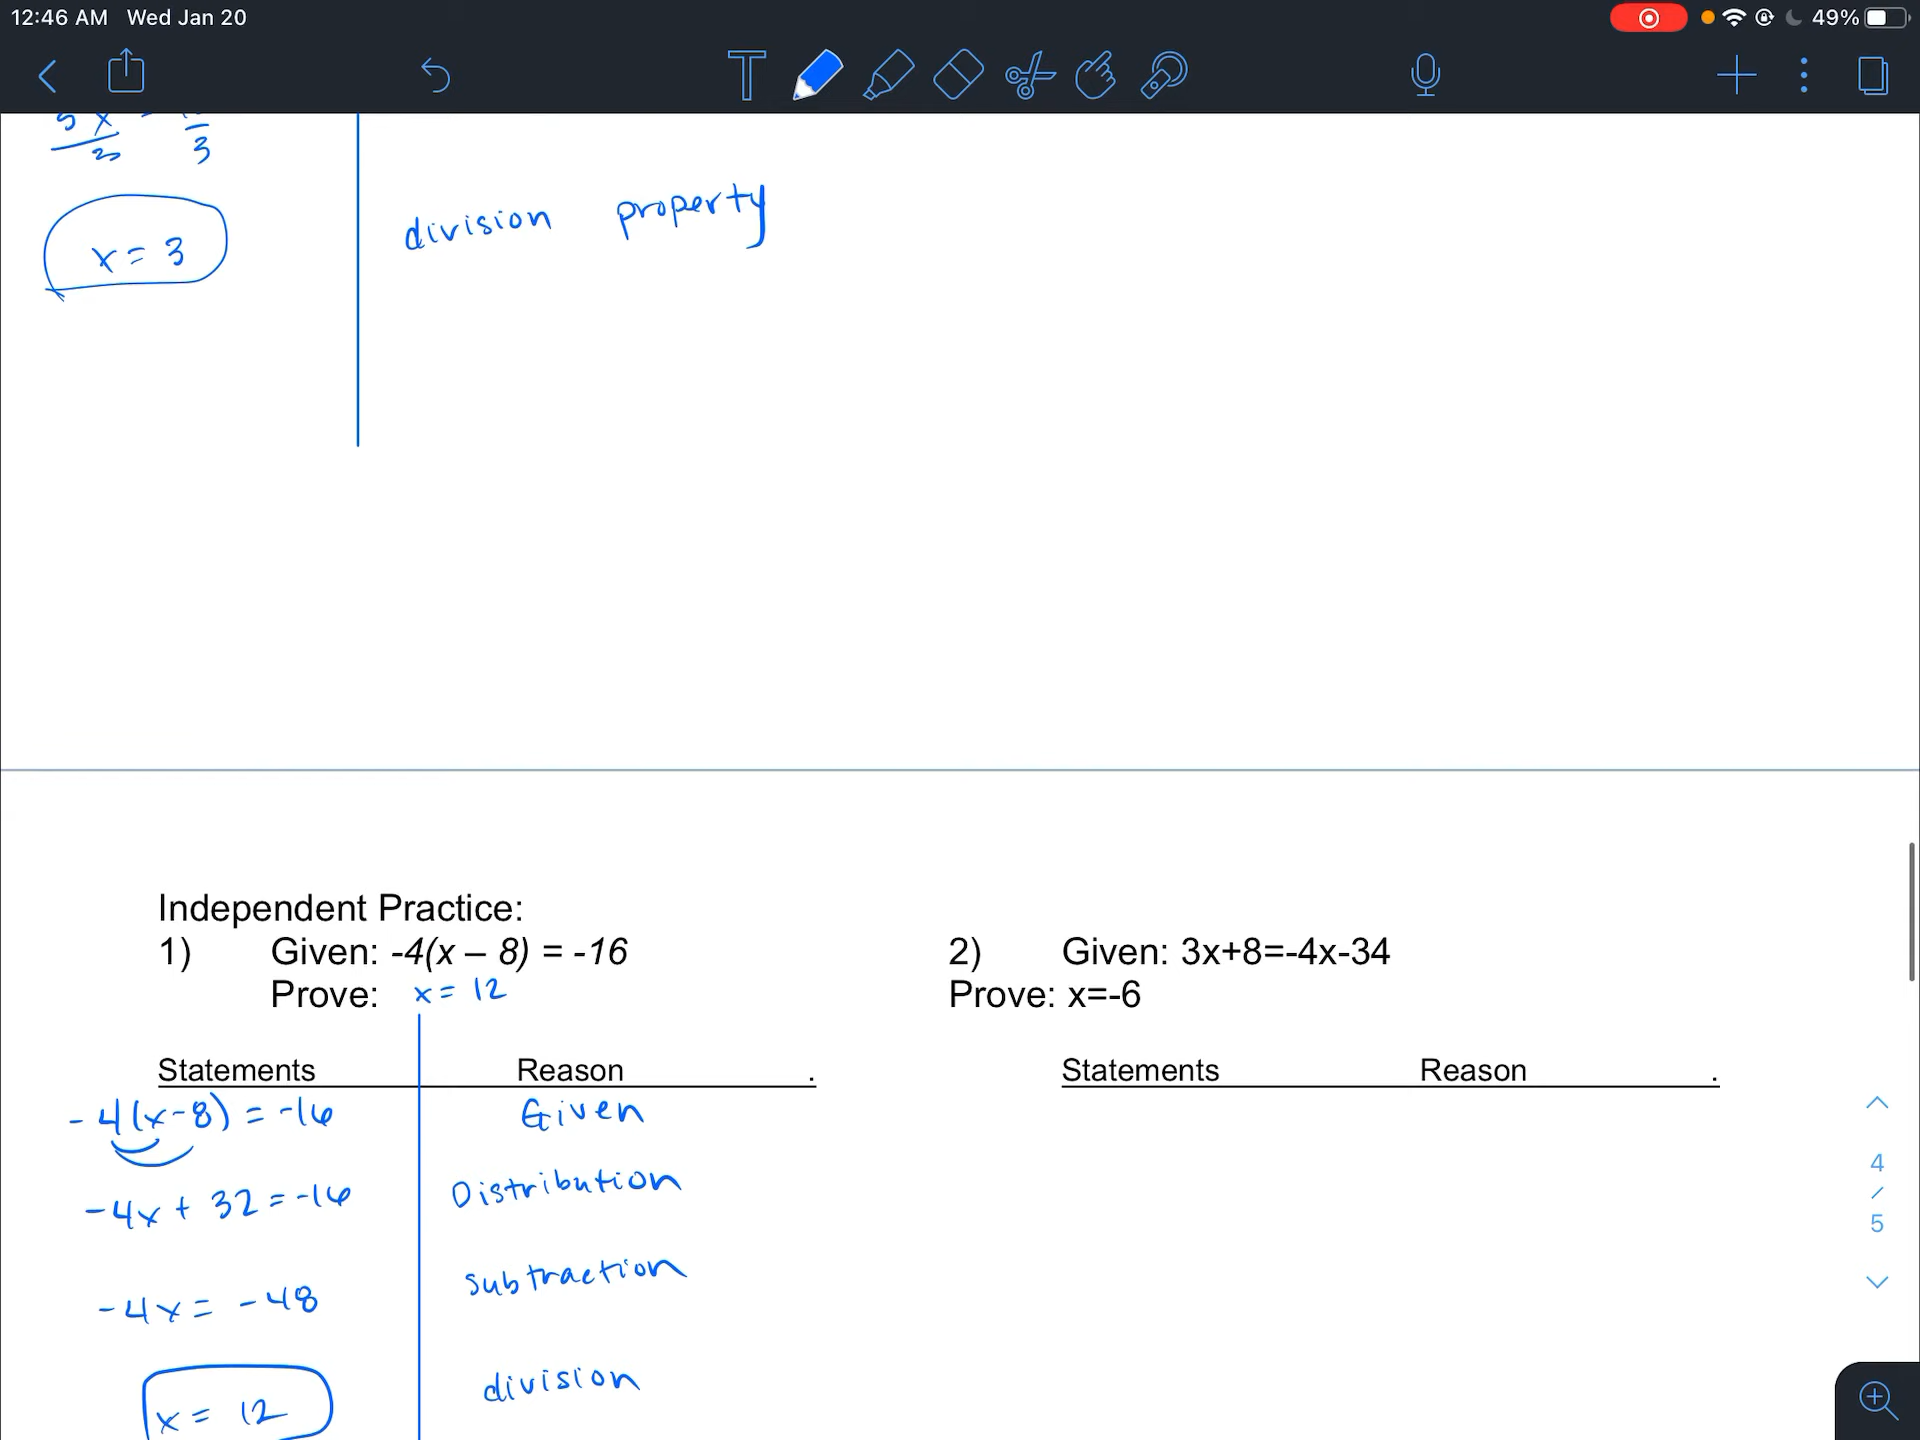 12:46 AM Wed Jan 20
49%
x = 3
division property
Independent Practice:
1) Given: -4(x – 8) = -16
Prove: x = 12
Statements Reason .
-4(x-8) = -16 Given
-4x + 32 = -16 Distribution
-4x = -48 subtraction
x = 12 division
2) Given: 3x+8=-4x-34
Prove: x=-6
Statements Reason .
4
/
5